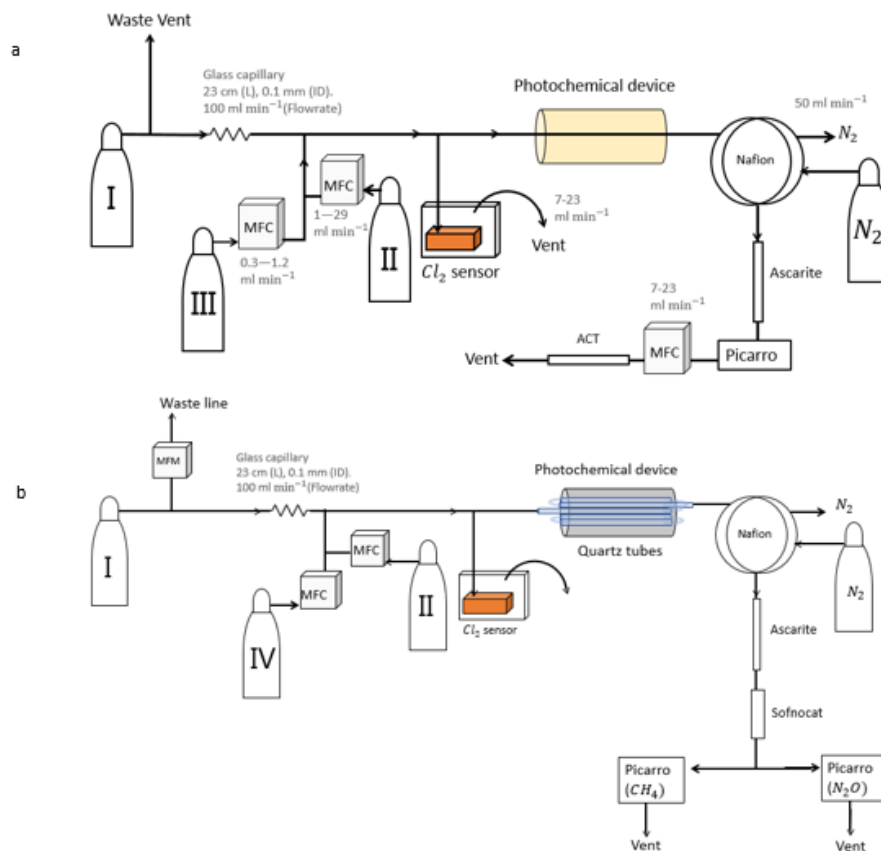 a
Waste Vent
Glass capillary
23 cm (L), 0.1 mm (ID).
100 ml min⁻¹(Flowrate)
Photochemical device
50 ml min⁻¹
N₂
Nafion
I
MFC
1—29
ml min⁻¹
MFC
0.3—1.2
ml min⁻¹
II
III
7-23
ml min⁻¹
Vent
Cl₂ sensor
N₂
Ascarite
7-23
ml min⁻¹
ACT
Vent
MFC
Picarro
b
Waste line
MFM
Glass capillary
23 cm (L), 0.1 mm (ID).
100 ml min⁻¹(Flowrate)
Photochemical device
Quartz tubes
N₂
Nafion
I
MFC
MFC
II
IV
Cl₂ sensor
N₂
Ascarite
Sofnocat
Picarro
(CH₄)
Picarro
(N₂O)
Vent
Vent